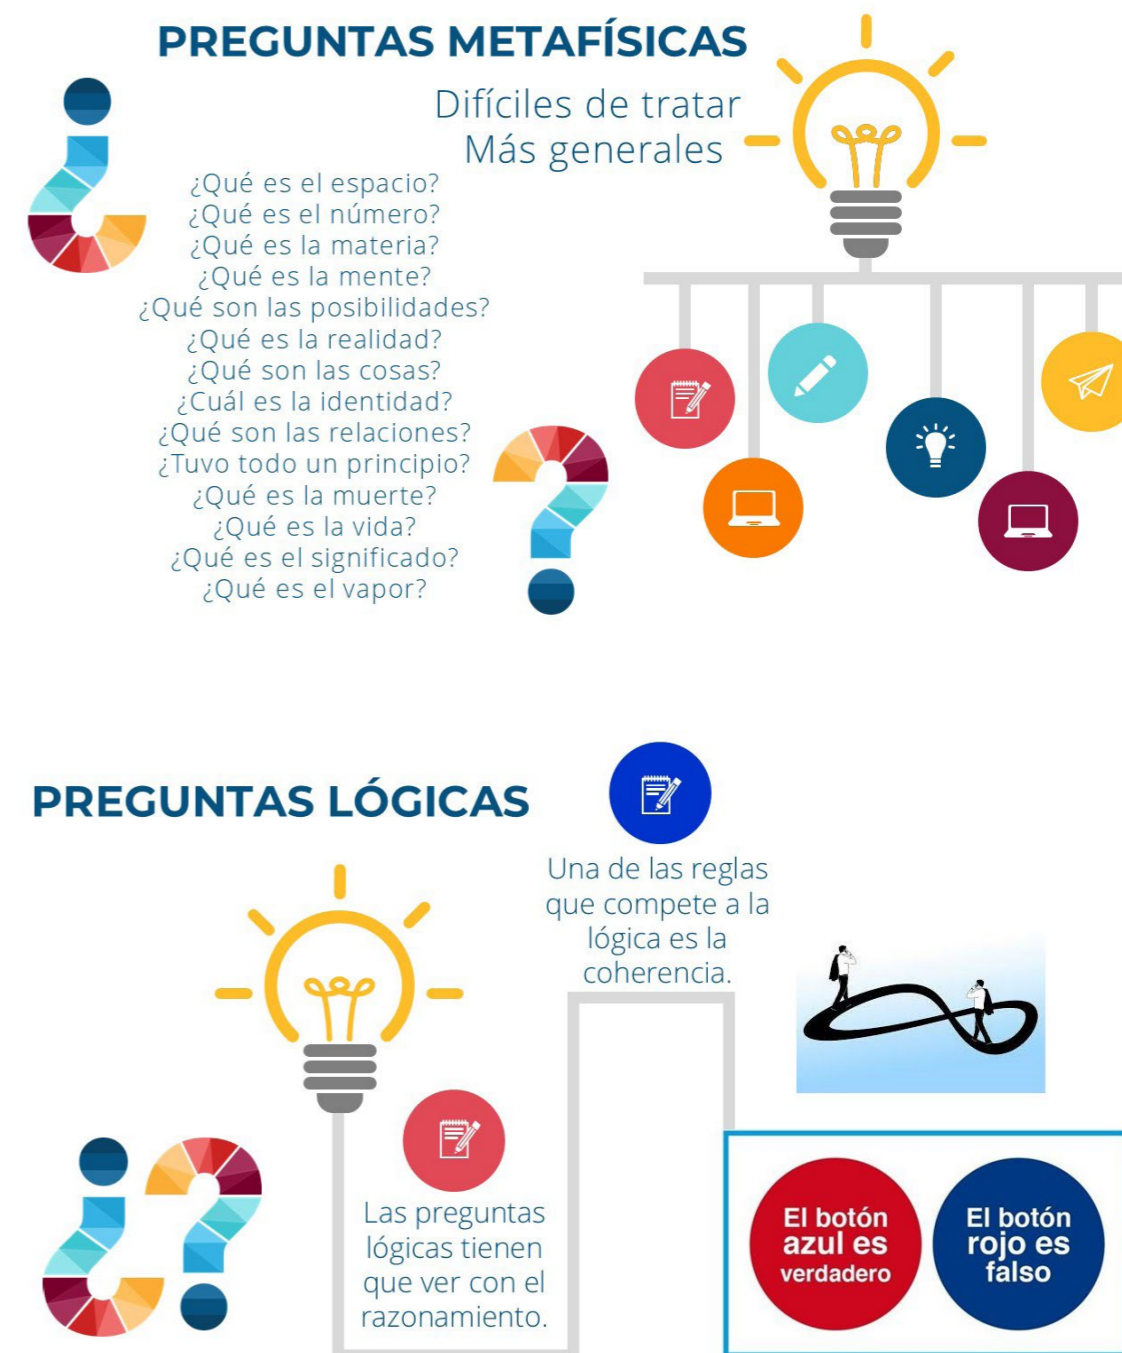 PREGUNTAS METAFÍSICAS
Difíciles de tratar
Más generales
¿Qué es el espacio?
¿Qué es el número?
¿Qué es la materia?
¿Qué es la mente?
¿Qué son las posibilidades?
¿Qué es la realidad?
¿Qué son las cosas?
¿Cuál es la identidad?
¿Qué son las relaciones?
¿Tuvo todo un principio?
¿Qué es la muerte?
¿Qué es la vida?
¿Qué es el significado?
¿Qué es el vapor?
PREGUNTAS LÓGICAS
Una de las reglas
que compete a la
lógica es la
coherencia.
Las preguntas
lógicas tienen
que ver con el
razonamiento.
El botón
azul es
verdadero
El botón
rojo es
falso